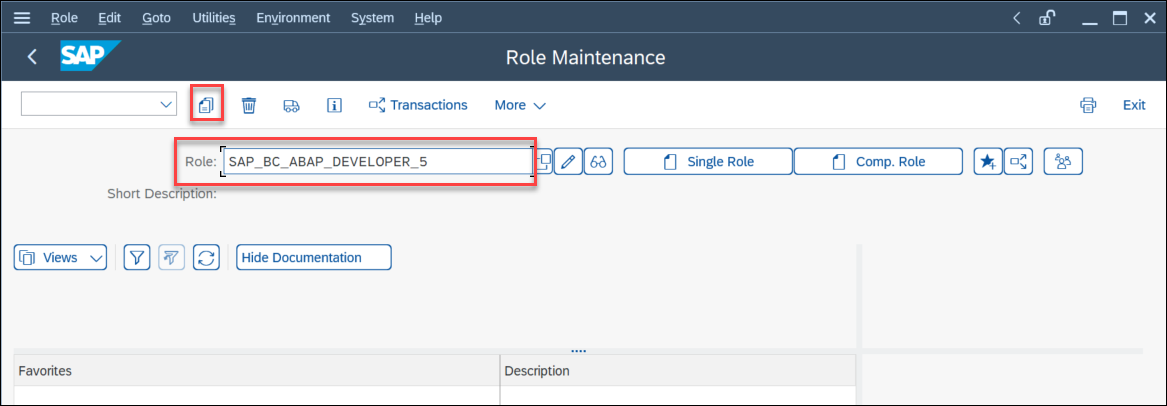 Role Edit Goto Utilities Environment System Help
SAP Role Maintenance
Transactions More Exit
Role: SAP_BC_ABAP_DEVELOPER_5 Single Role Comp. Role
Short Description:
Views Hide Documentation
Favorites Description